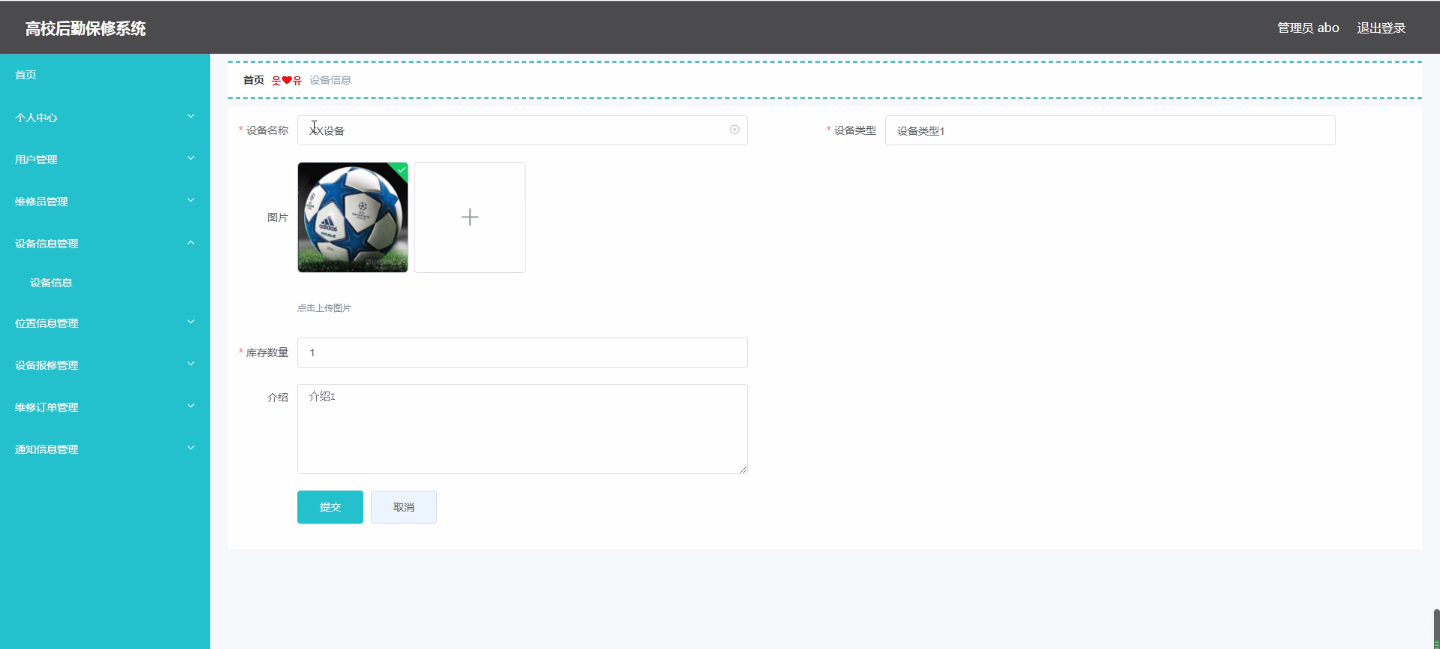 高校后勤保修系统
管理员 abo 退出登录
首页
个人中心
用户管理
维修员管理
设备信息管理
设备信息
位置信息管理
设备报修管理
维修订单管理
通知信息管理
首页 웃❤유 设备信息
* 设备名称 XX设备
* 设备类型 设备类型1
图片
adidas
点击上传图片
* 库存数量 1
介绍 介绍1
提交 取消